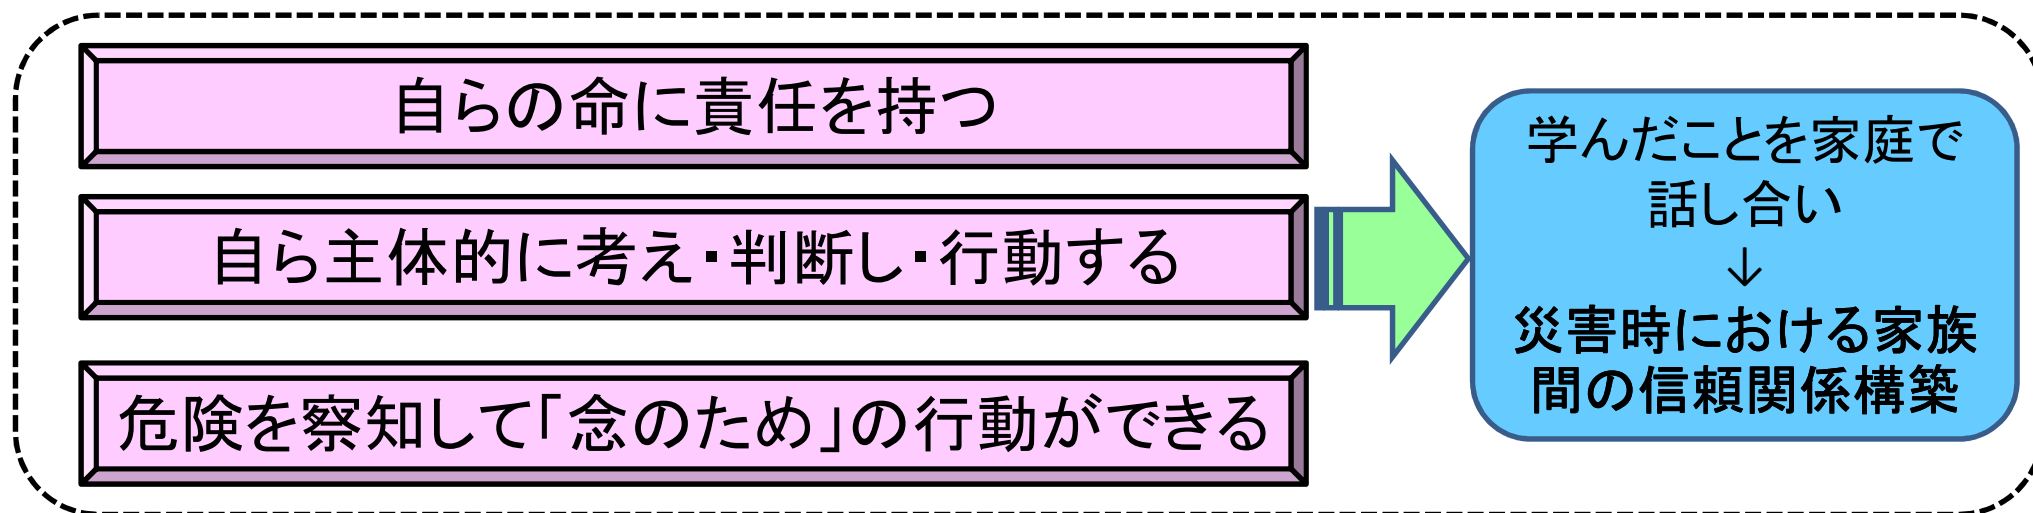 自らの命に責任を持つ
自ら主体的に考え・判断し・行動する
危険を察知して「念のため」の行動ができる
学んだことを家庭で
話し合い
↓
災害時における家族
間の信頼関係構築